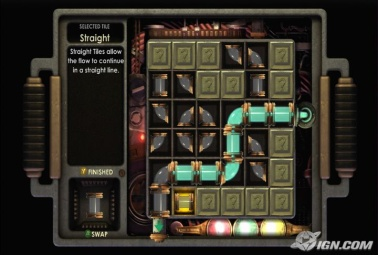 SELECTED TILE
Straight
Straight Tiles allow
the flow to continue
in a straight line.
Y FINISHED
A SWAP
IGN.COM